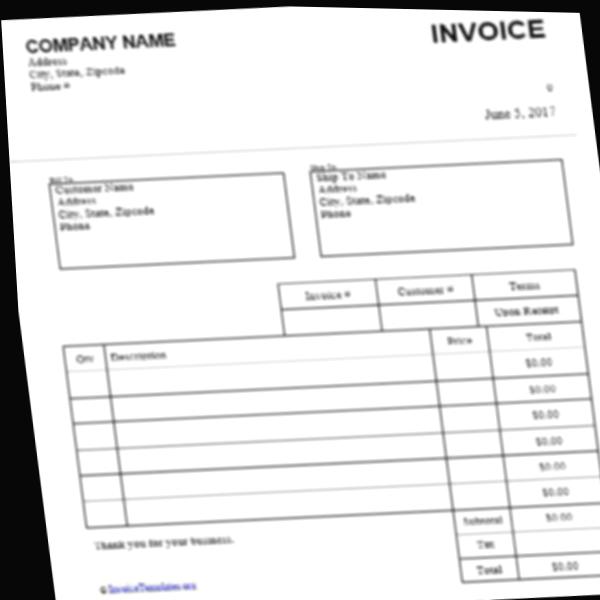 COMPANY NAME
INVOICE
Address
City, State, Zipcode
Phone #
0
June 5, 2017
Bill To
Ship To
Customer Name
Address
City, State, Zipcode
Phone
Ship To Name
Address
City, State, Zipcode
Phone
Invoice # Customer # Terms
Upon Receipt
Qty Description Price Total
$0.00
$0.00
$0.00
$0.00
$0.00
$0.00
Subtotal $0.00
Tax
Total $0.00
Thank you for your business.
© InvoiceTemplates.org